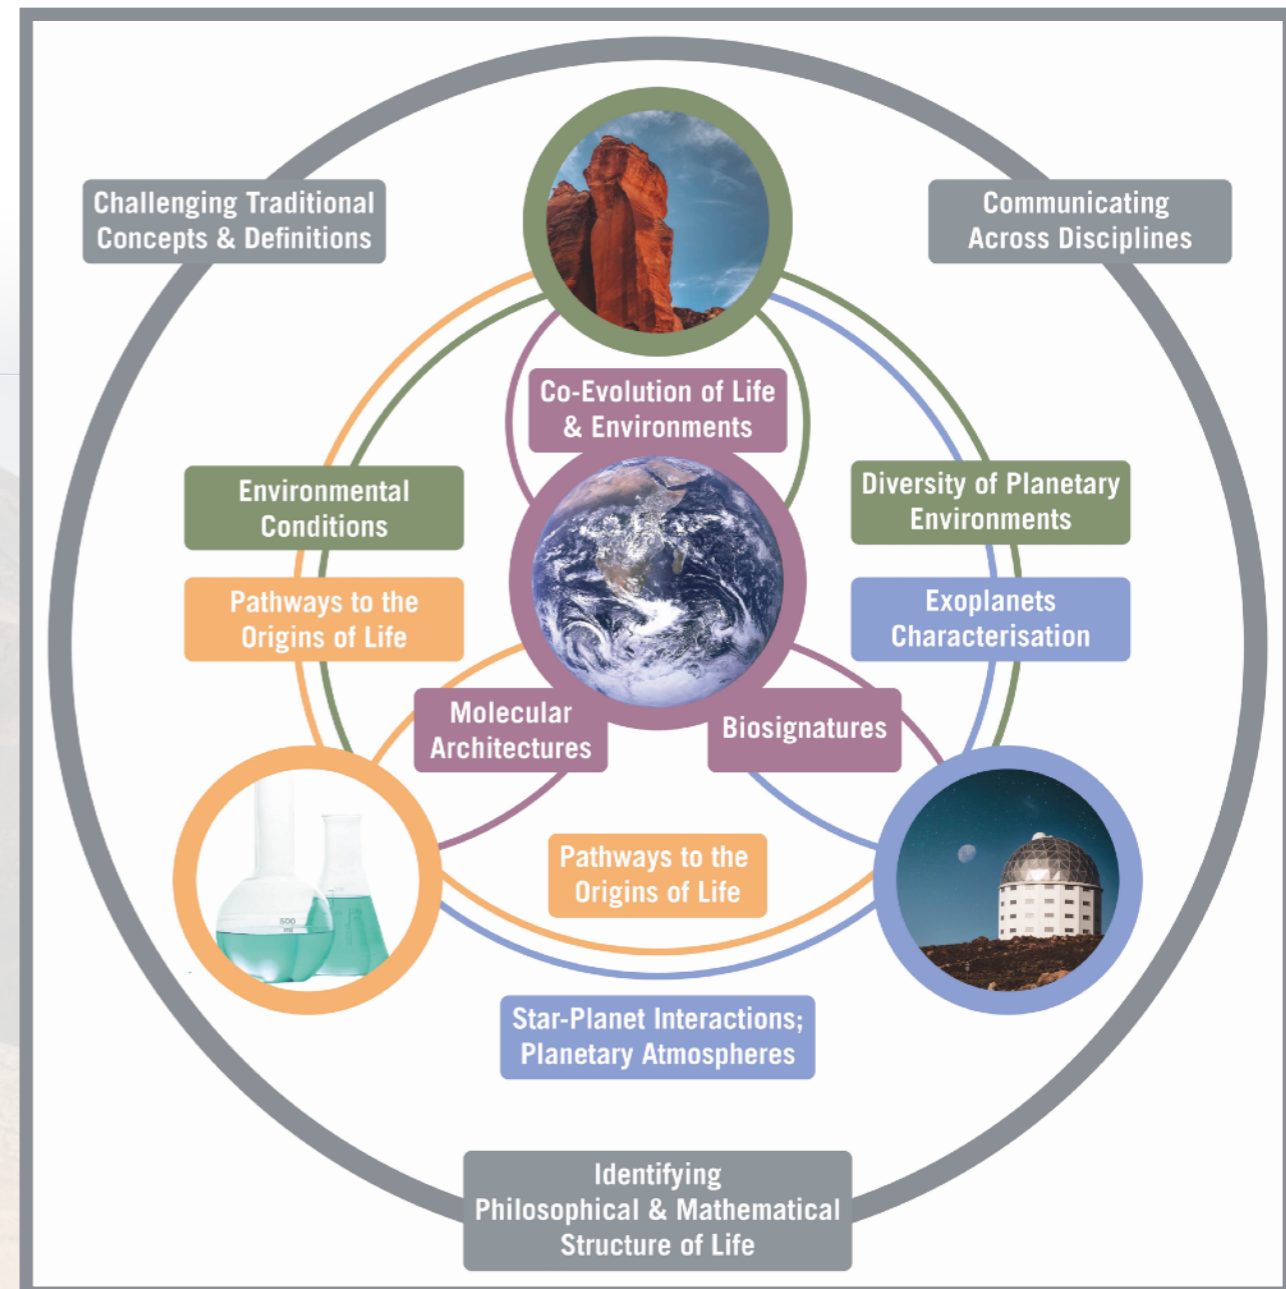 Challenging Traditional
Concepts & Definitions
Communicating
Across Disciplines
Co-Evolution of Life
& Environments
Environmental
Conditions
Diversity of Planetary
Environments
Pathways to the
Origins of Life
Exoplanets
Characterisation
Molecular
Architectures
Biosignatures
Pathways to the
Origins of Life
500
ml
Star-Planet Interactions;
Planetary Atmospheres
Identifying
Philosophical & Mathematical
Structure of Life